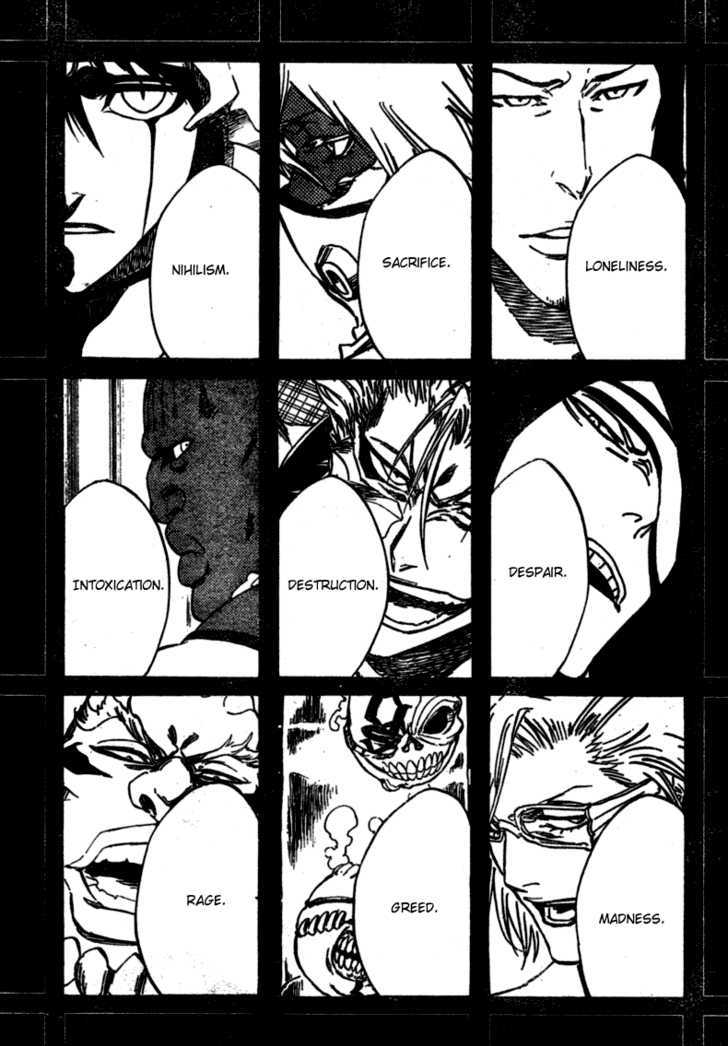 LONELINESS.
SACRIFICE.
NIHILISM.
DESPAIR.
DESTRUCTION.
INTOXICATION.
MADNESS.
GREED.
RAGE.